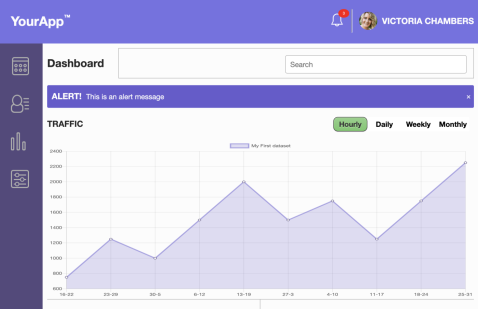 YourApp™
VICTORIA CHAMBERS
Dashboard
Search
ALERT! This is an alert message ×
TRAFFIC
Hourly Daily Weekly Monthly
My First dataset
2400
2200
2000
1800
1600
1400
1200
1000
800
600
16-22 23-29 30-5 6-12 13-19 27-3 4-10 11-17 18-24 25-31